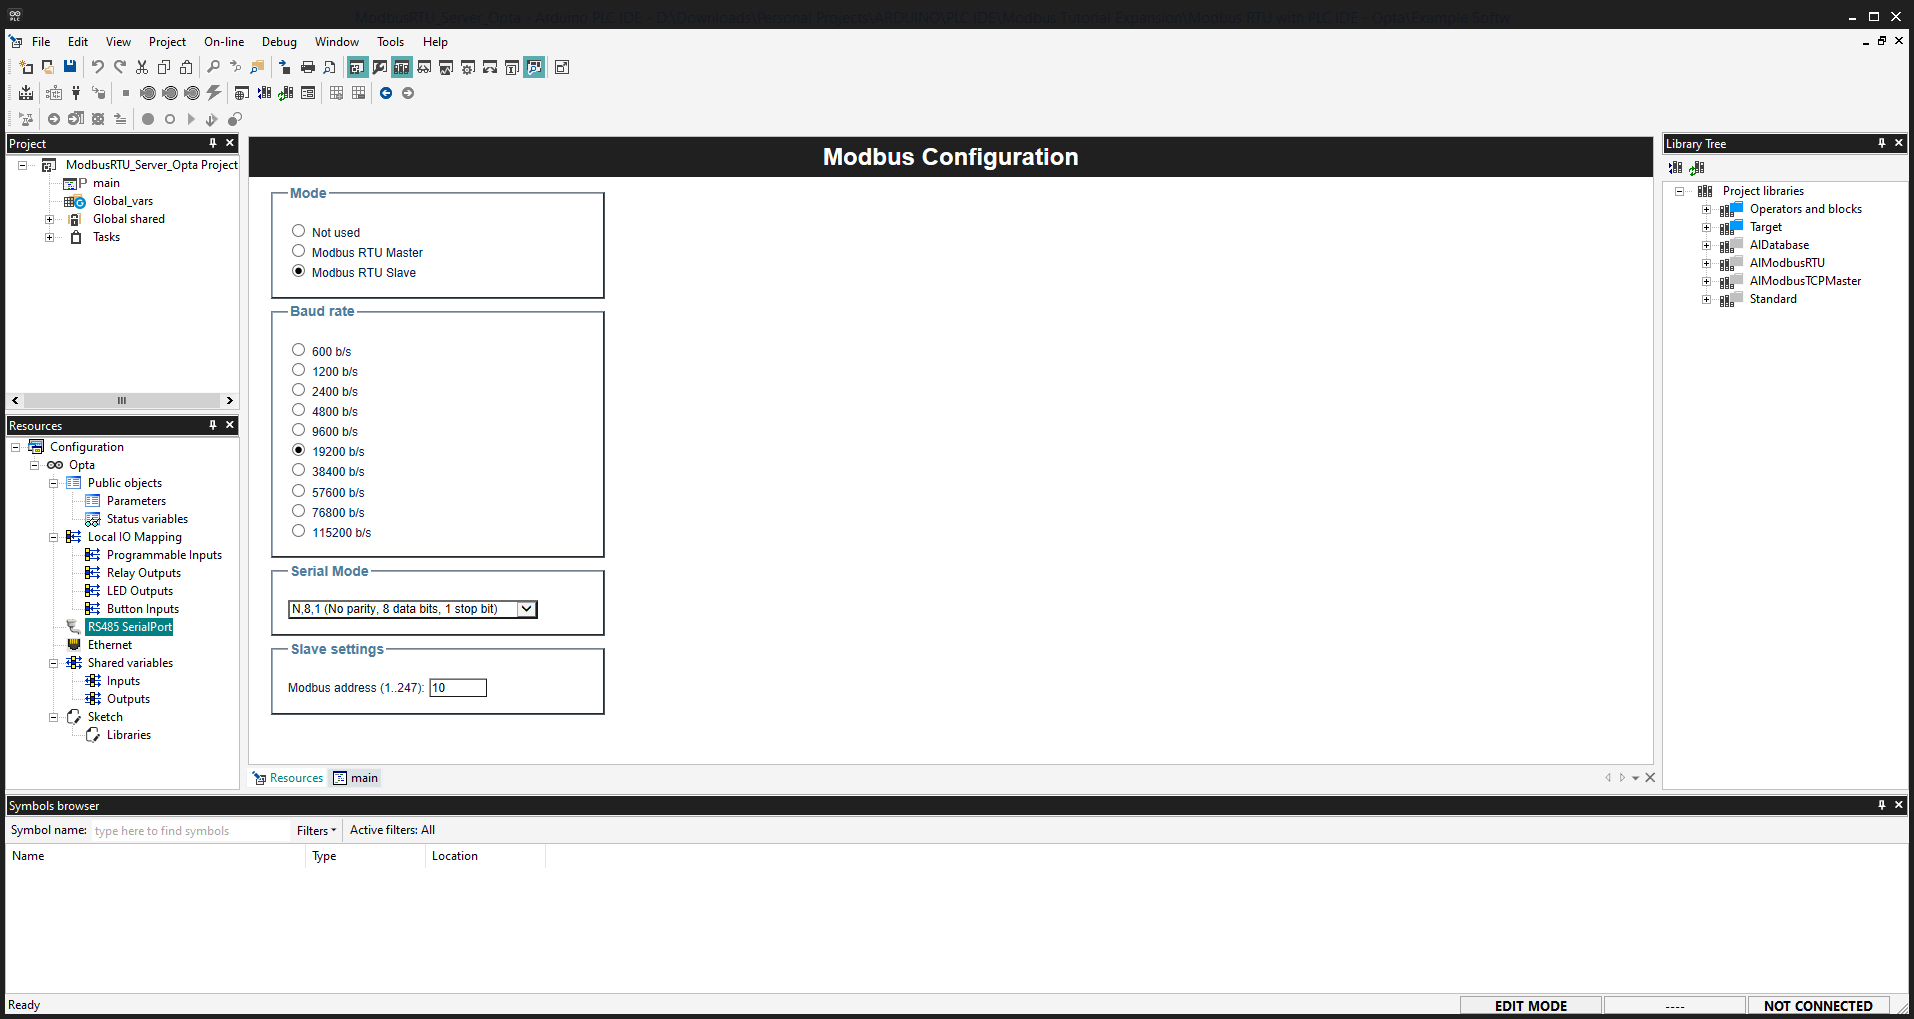 ModbusRTU_Server_Opta - Arduino PLC IDE - D:\Downloads\Personal Projects\ARDUINO\PLC IDE\Modbus Tutorial Expansion\Modbus RTU with PLC IDE - Opta\Example Softw
PLC
File Edit View Project On-line Debug Window Tools Help
Project
ModbusRTU_Server_Opta Project
P main
Global_vars
Global shared
Tasks
Resources
Configuration
Opta
Public objects
Parameters
Status variables
Local IO Mapping
Programmable Inputs
Relay Outputs
LED Outputs
Button Inputs
RS485 SerialPort
Ethernet
Shared variables
Inputs
Outputs
Sketch
Libraries
Modbus Configuration
Mode
Not used
Modbus RTU Master
Modbus RTU Slave
Baud rate
600 b/s
1200 b/s
2400 b/s
4800 b/s
9600 b/s
19200 b/s
38400 b/s
57600 b/s
76800 b/s
115200 b/s
Serial Mode
N,8,1 (No parity, 8 data bits, 1 stop bit)
Slave settings
Modbus address (1..247): 10
Resources main
Library Tree
Project libraries
Operators and blocks
Target
AlDatabase
AlModbusRTU
AlModbusTCPMaster
Standard
Symbols browser
Symbol name: type here to find symbols Filters Active filters: All
Name Type Location
Ready EDIT MODE ---- NOT CONNECTED